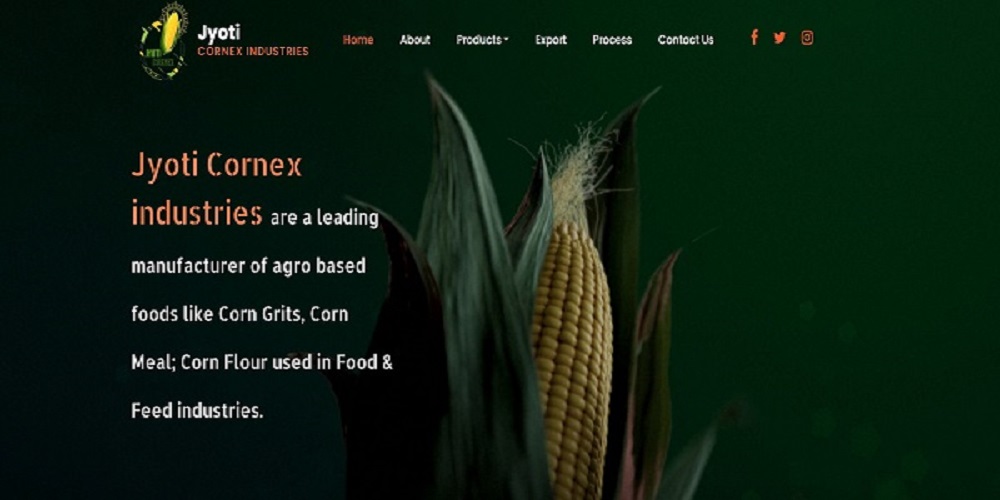 Jyoti
CORNEX INDUSTRIES
Home About Products Export Process Contact Us
Jyoti Cornex
industries are a leading
manufacturer of agro based
foods like Corn Grits, Corn
Meal; Corn Flour used in Food &
Feed industries.